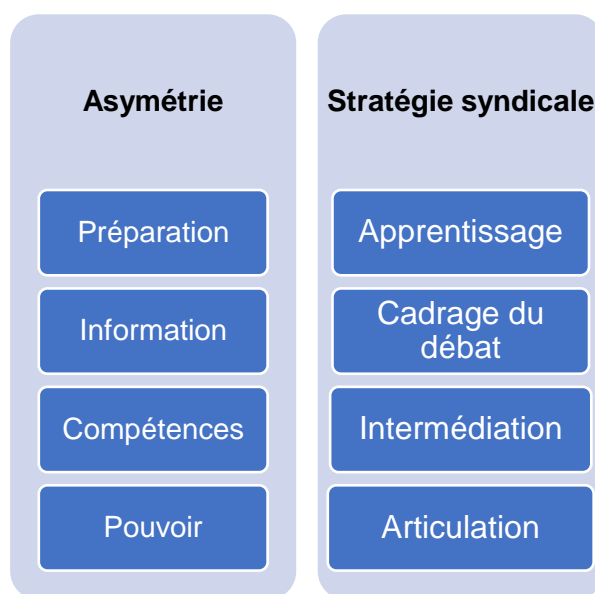 Asymétrie
Préparation
Information
Compétences
Pouvoir
Stratégie syndicale
Apprentissage
Cadrage du
débat
Intermédiation
Articulation